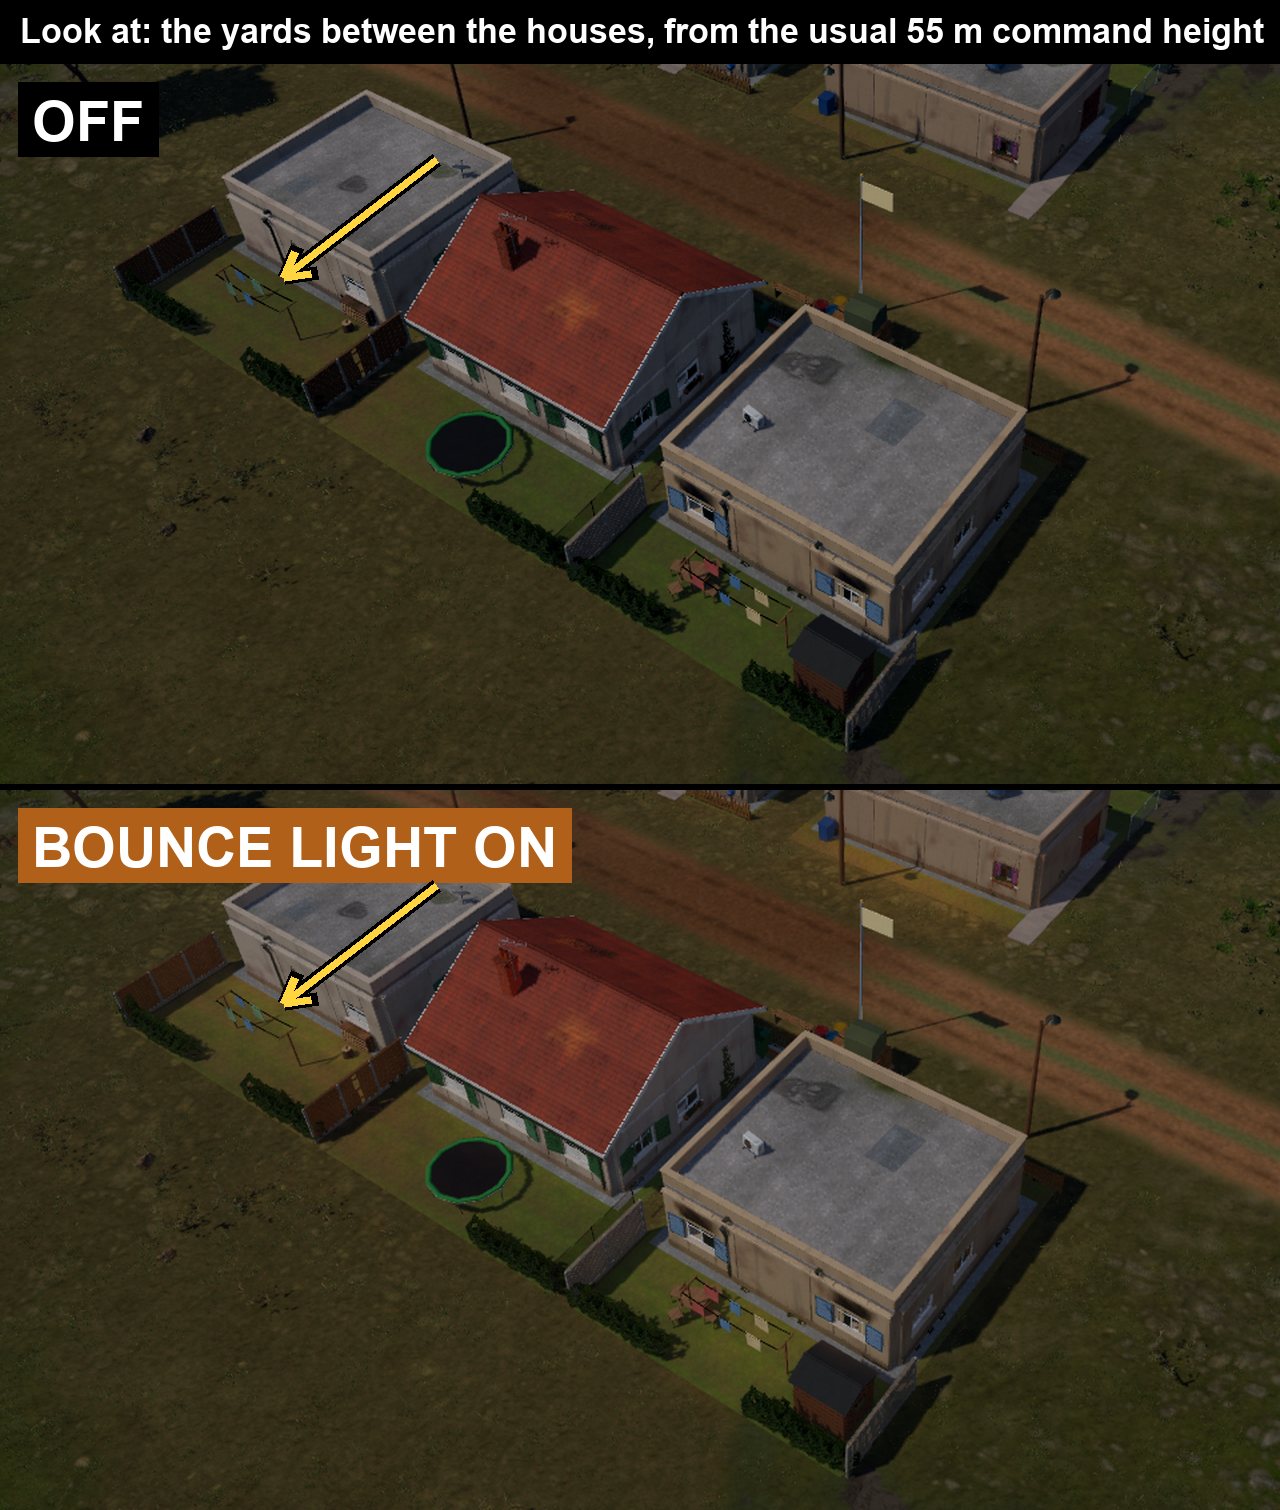 Look at: the yards between the houses, from the usual 55 m command height
OFF
BOUNCE LIGHT ON